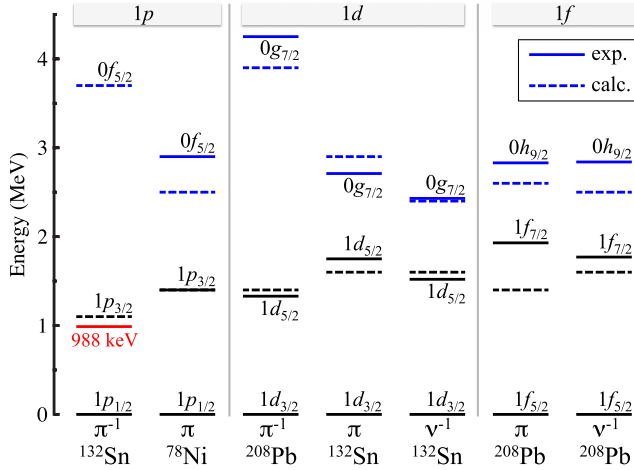 1p 1d 1f
4
3
2
1
0
Energy (MeV)
exp.
calc.
0f5/2
1p3/2
988 keV
1p1/2
π-1
132Sn
0f5/2
1p3/2
1p1/2
π
78Ni
0g7/2
1d5/2
1d3/2
π-1
208Pb
0g7/2
1d5/2
1d3/2
π
132Sn
0g7/2
1d5/2
1d3/2
ν-1
132Sn
0h9/2
1f7/2
1f5/2
π
208Pb
0h9/2
1f7/2
1f5/2
ν-1
208Pb